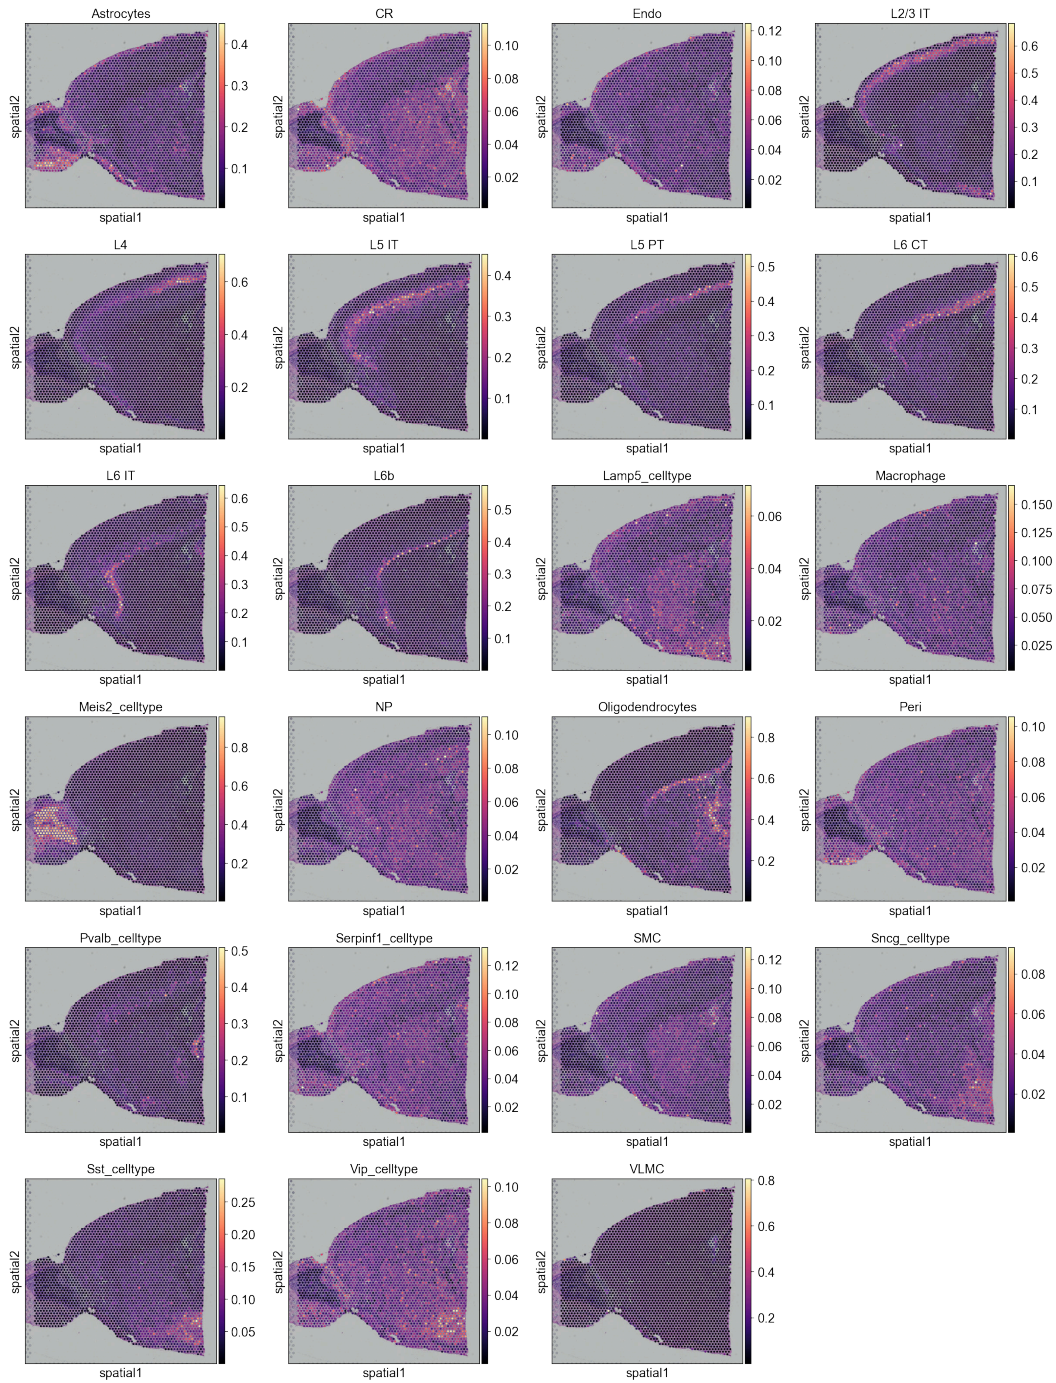 Astrocytes CR Endo L2/3 IT
spatial2 0.4 0.3 0.2 0.1 spatial2 0.10 0.08 0.06 0.04 0.02 spatial2 0.12 0.10 0.08 0.06 0.04 0.02 spatial2 0.6 0.5 0.4 0.3 0.2 0.1
spatial1 spatial1 spatial1 spatial1
L4 L5 IT L5 PT L6 CT
spatial2 0.6 0.4 0.2 spatial2 0.4 0.3 0.2 0.1 spatial2 0.5 0.4 0.3 0.2 0.1 spatial2 0.6 0.5 0.4 0.3 0.2 0.1
spatial1 spatial1 spatial1 spatial1
L6 IT L6b Lamp5_celltype Macrophage
spatial2 0.6 0.5 0.4 0.3 0.2 0.1 spatial2 0.5 0.4 0.3 0.2 0.1 spatial2 0.06 0.04 0.02 spatial2 0.150 0.125 0.100 0.075 0.050 0.025
spatial1 spatial1 spatial1 spatial1
Meis2_celltype NP Oligodendrocytes Peri
spatial2 0.8 0.6 0.4 0.2 spatial2 0.10 0.08 0.06 0.04 0.02 spatial2 0.8 0.6 0.4 0.2 spatial2 0.10 0.08 0.06 0.04 0.02
spatial1 spatial1 spatial1 spatial1
Pvalb_celltype Serpinf1_celltype SMC Sncg_celltype
spatial2 0.5 0.4 0.3 0.2 0.1 spatial2 0.12 0.10 0.08 0.06 0.04 0.02 spatial2 0.12 0.10 0.08 0.06 0.04 0.02 spatial2 0.08 0.06 0.04 0.02
spatial1 spatial1 spatial1 spatial1
Sst_celltype Vip_celltype VLMC
spatial2 0.25 0.20 0.15 0.10 0.05 spatial2 0.10 0.08 0.06 0.04 0.02 spatial2 0.8 0.6 0.4 0.2
spatial1 spatial1 spatial1